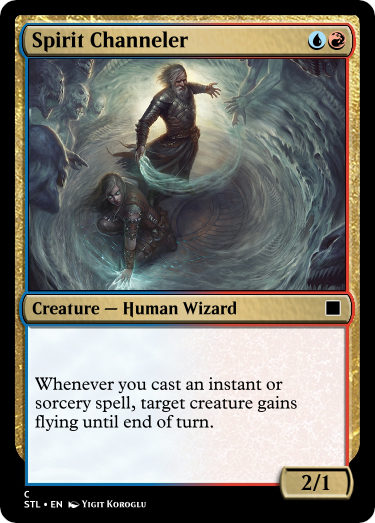 Spirit Channeler
Creature — Human Wizard
Whenever you cast an instant or
sorcery spell, target creature gains
flying until end of turn.
2/1
C
STL • EN Yigit Koroglu